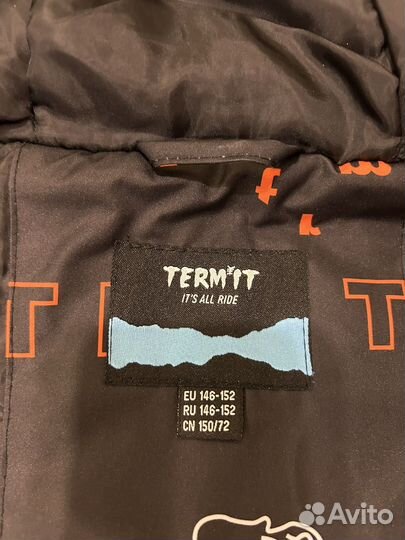 TERMIT
IT'S ALL RIDE
EU 146-152
RU 146-152
CN 150/72
T
T
Avito